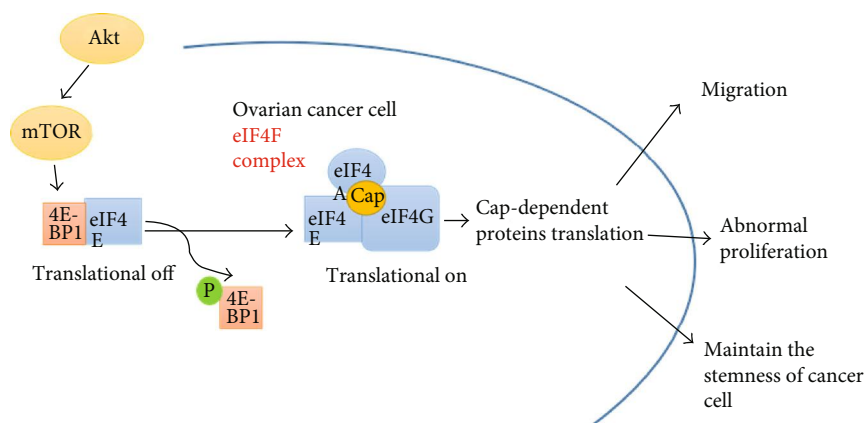 Akt
mTOR
4E-
BP1
eIF4
E
Translational off
P
4E-
BP1
Ovarian cancer cell
eIF4F
complex
eIF4
A
Cap
eIF4
E
eIF4G
Translational on
Cap-dependent
proteins translation
Migration
Abnormal
proliferation
Maintain the
stemness of cancer
cell